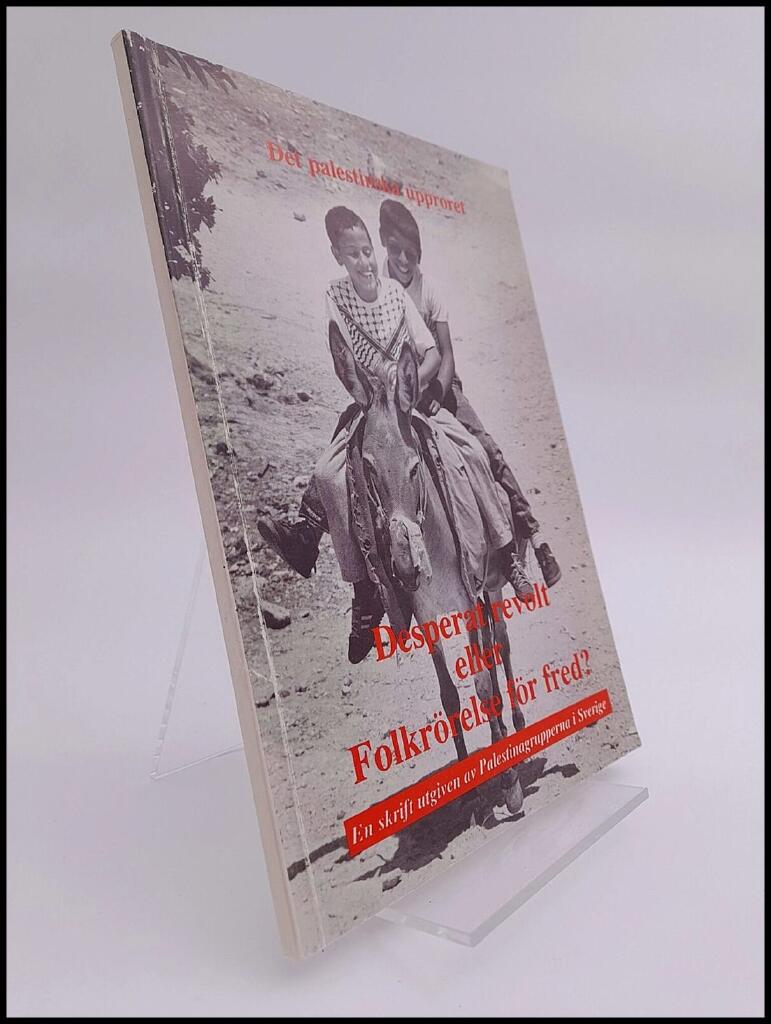 Det palestinska upproret
Desperat revolt
eller
Folkrörelse för fred?
En skrift utgiven av Palestinagrupperna i Sverige